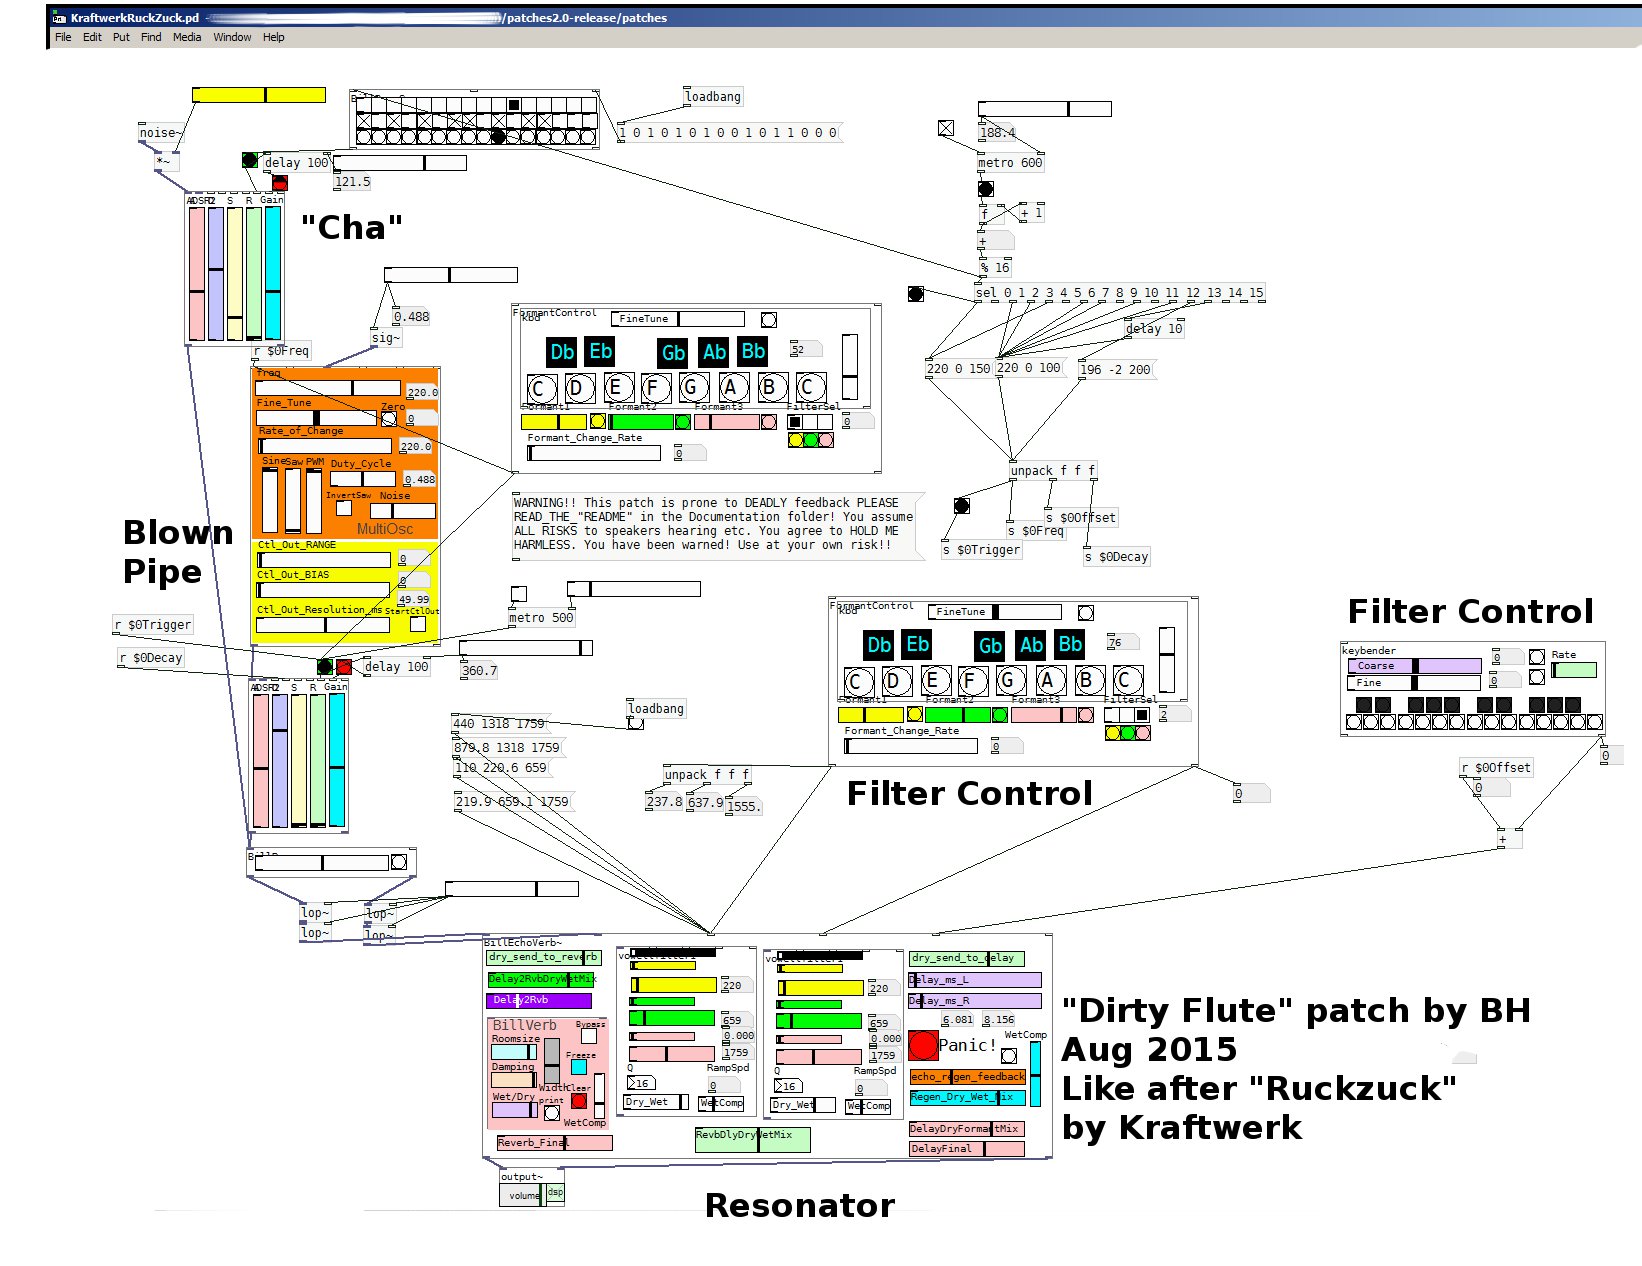 KraftwerkRuckZuck.pd
/patches2.0-release/patches
File Edit Put Find Media Window Help
loadbang
noise~
1 0 1 0 1 0 1 0 0 1 0 1 1 0 0 0
188.4
*~
delay 100
metro 600
121.5
S R Gain
"Cha"
f
+ 1
+
% 16
sel 0 1 2 3 4 5 6 7 8 9 10 11 12 13 14 15
0.488
sig~
delay 10
r $0Freq
FormantControl
kbd
FineTune
Db Eb Gb Ab Bb
52
C D E F G A B C
Formant1 Formant2 Formant3 FilterSel
0
Formant_Change_Rate
0
220 0 150
220 0 100
196 -2 200
freq
220.0
Fine_Tune
Zero
0
Rate_of_Change
220.0
Sine Saw PWM Duty_Cycle
0.488
InvertSaw Noise
MultiOsc
Ctl_Out_RANGE
0
Ctl_Out_BIAS
0
49.99
Ctl_Out_Resolution_ms StartCtlOut
unpack f f f
s $0Offset
s $0Freq
s $0Trigger
s $0Decay
WARNING!! This patch is prone to DEADLY feedback PLEASE
READ_THE_"README" in the Documentation folder! You assume
ALL RISKS to speakers hearing etc. You agree to HOLD ME
HARMLESS. You have been warned! Use at your own risk!!
Blown
Pipe
r $0Trigger
r $0Decay
metro 500
delay 100
360.7
S R Gain
FormantControl
kbd
FineTune
Db Eb Gb Ab Bb
76
C D E F G A B C
Formant1 Formant2 Formant3 FilterSel
2
Formant_Change_Rate
0
Filter Control
keybender
Coarse
0
Rate
Fine
0
loadbang
440 1318 1759
879.8 1318 1759
110 220.6 659
219.9 659.1 1759
unpack f f f
237.8 637.9 1555.
Filter Control
0
0
r $0Offset
0
+
lop~
lop~
lop~
lop~
BillEchoVerb~
dry_send_to_reverb
Delay2RvbDryWetMix
Delay2Rvb
BillVerb
Bypass
Roomsize
Freeze
Damping
Width
Clear
Wet/Dry
print
WetComp
Reverb_Final
220
659
0.000
1759
Q
RampSpd
16
0
Dry_Wet
WetComp
220
659
0.000
1759
Q
RampSpd
16
0
Dry_Wet
WetComp
RevbDlyDryWetMix
dry_send_to_delay
Delay_ms_L
Delay_ms_R
6.081 8.156
WetComp
Panic!
echo_regen_feedback
Regen_Dry_Wet_Mix
DelayDryFormantMix
DelayFinal
"Dirty Flute" patch by BH
Aug 2015
Like after "Ruckzuck"
by Kraftwerk
output~
volume
dsp
Resonator